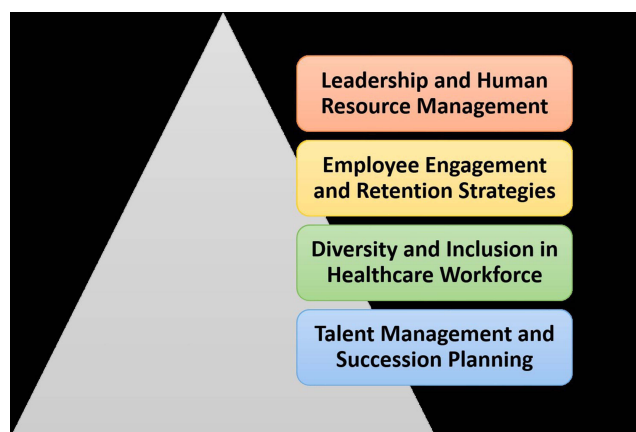 Leadership and Human
Resource Management
Employee Engagement
and Retention Strategies
Diversity and Inclusion in
Healthcare Workforce
Talent Management and
Succession Planning